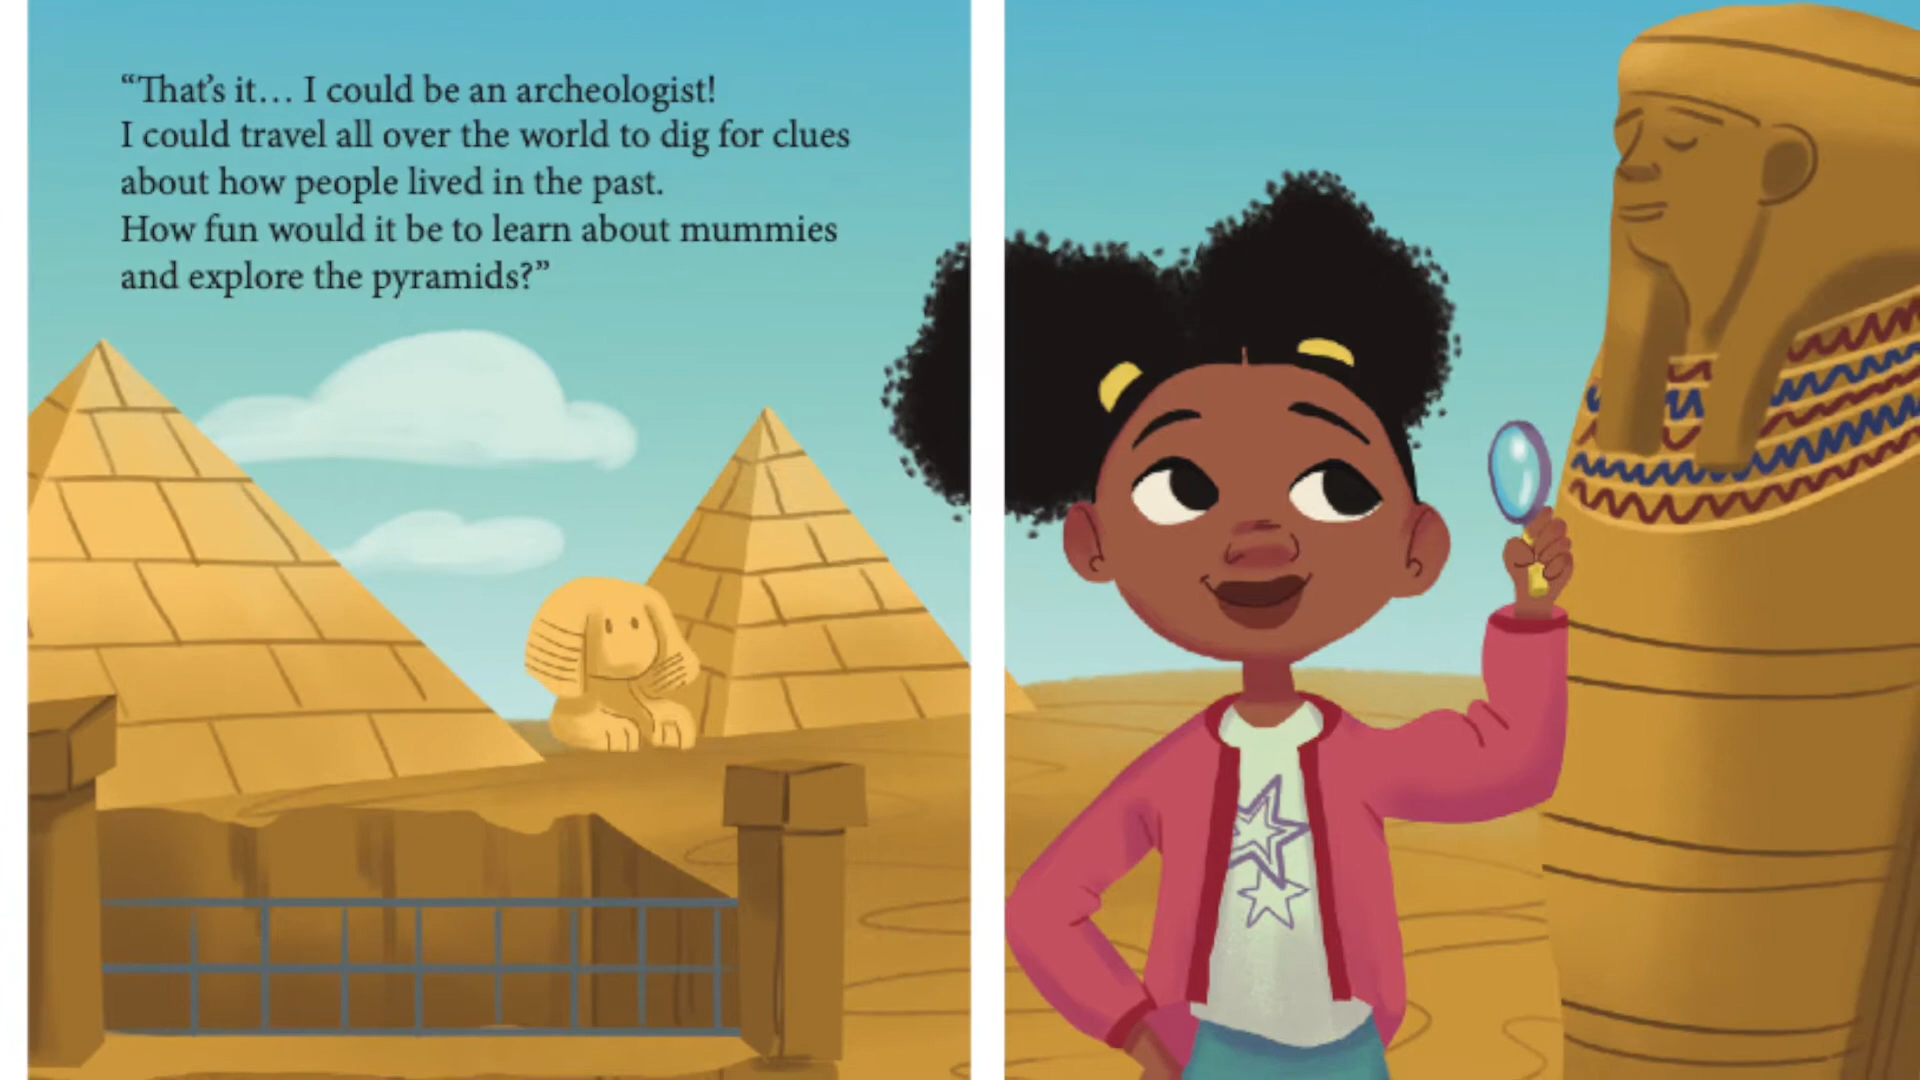 “That’s it… I could be an archeologist!
I could travel all over the world to dig for clues
about how people lived in the past.
How fun would it be to learn about mummies
and explore the pyramids?”